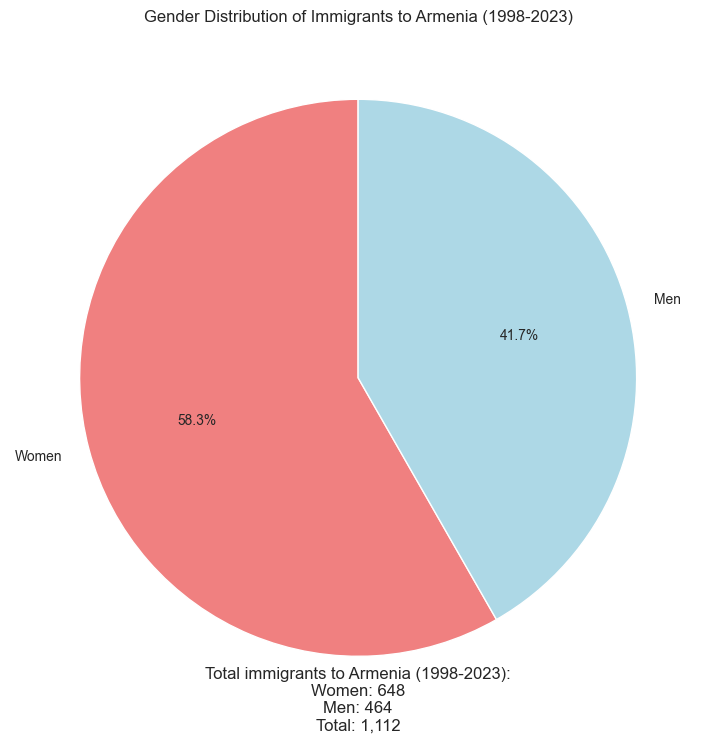 Gender Distribution of Immigrants to Armenia (1998-2023)
Men
41.7%
58.3%
Women
Total immigrants to Armenia (1998-2023):
Women: 648
Men: 464
Total: 1,112